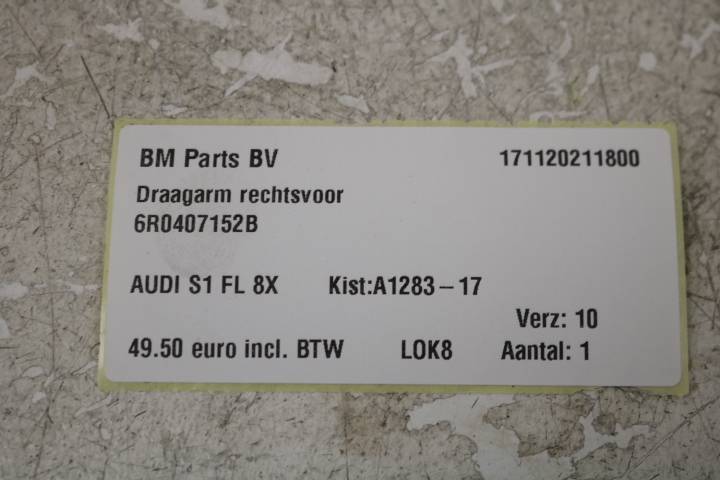 BM Parts BV 171120211800
Draagarm rechtsvoor
6R0407152B
AUDI S1 FL 8X Kist:A1283-17
Verz: 10
49.50 euro incl. BTW LOK8 Aantal: 1